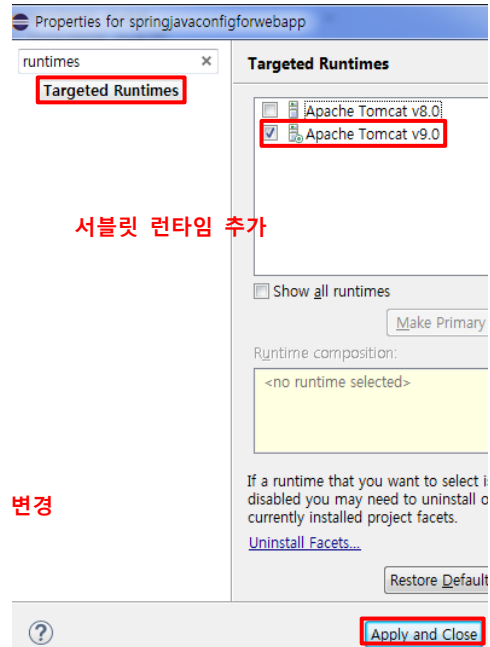 Properties for springjavaconfigforwebapp
runtimes
Targeted Runtimes
Targeted Runtimes
Apache Tomcat v8.0
Apache Tomcat v9.0
서블릿 런타임 추가
Show all runtimes
Make Primary
Runtime composition:
<no runtime selected>
If a runtime that you want to select i
disabled you may need to uninstall o
currently installed project facets.
변경
Uninstall Facets...
Restore Default
Apply and Close